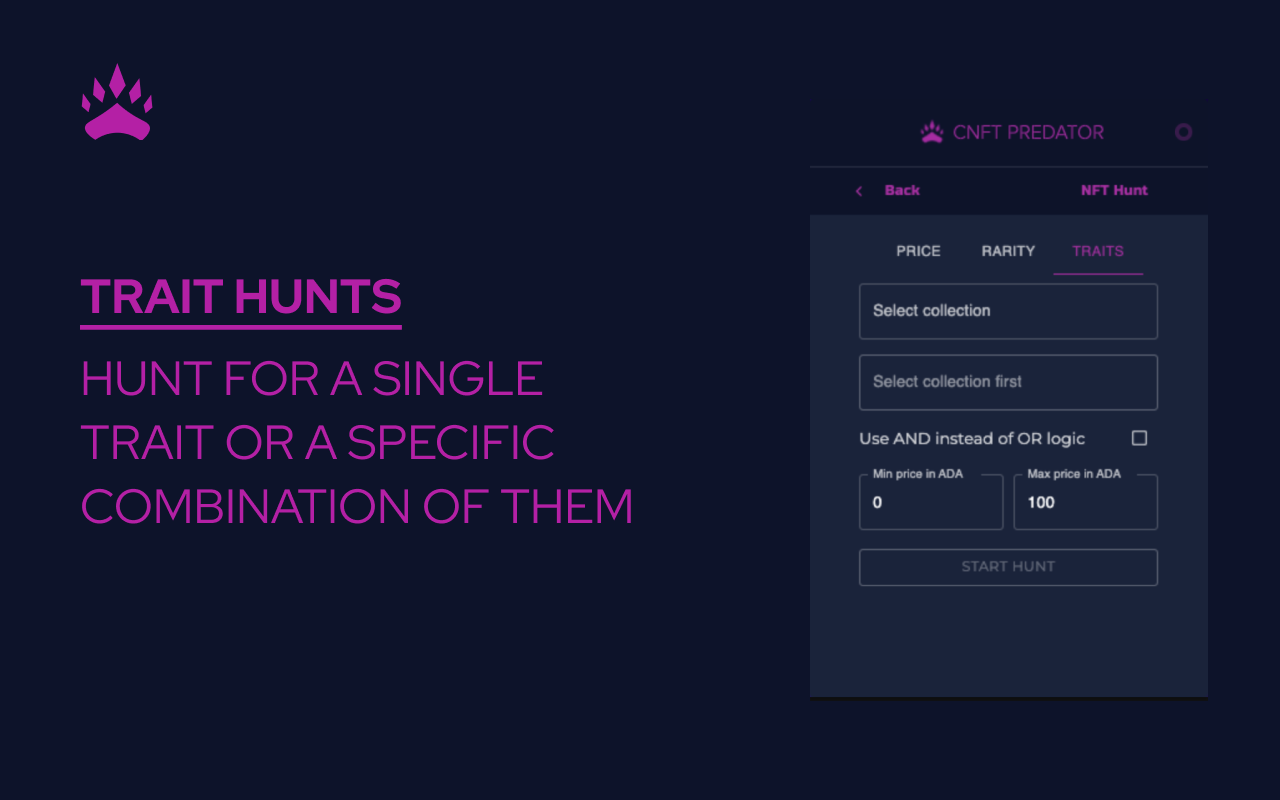 TRAIT HUNTS
HUNT FOR A SINGLE
TRAIT OR A SPECIFIC
COMBINATION OF THEM
CNFT PREDATOR
Back
NFT Hunt
PRICE
RARITY
TRAITS
Select collection
Select collection first
Use AND instead of OR logic
Min price in ADA
Max price in ADA
0
100
START HUNT